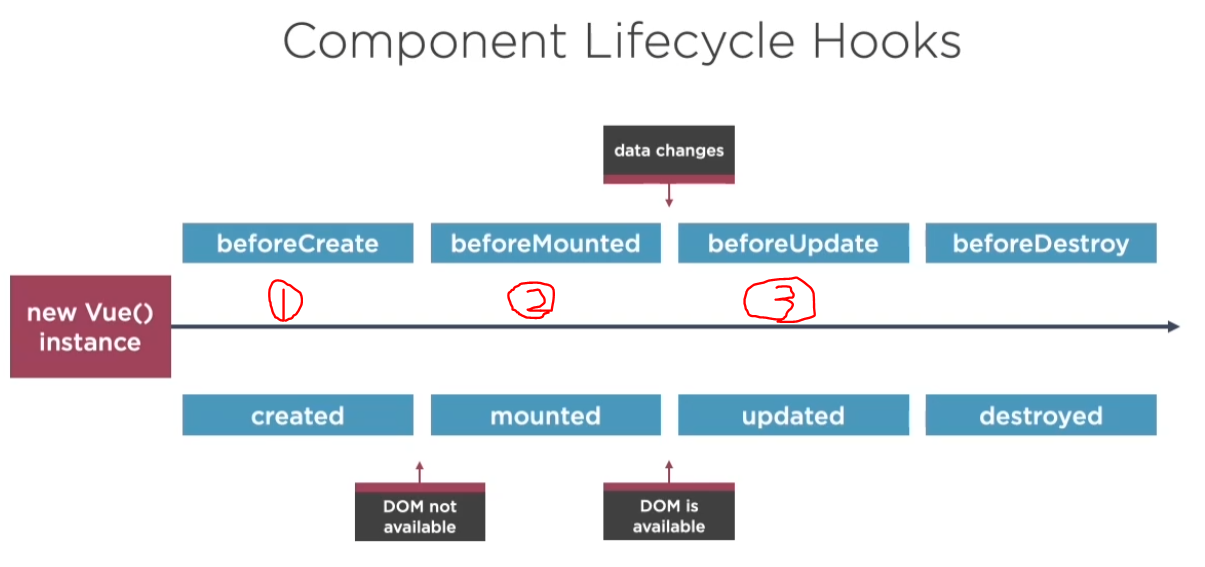 Component Lifecycle Hooks
data changes
beforeCreate
beforeMounted
beforeUpdate
beforeDestroy
1
2
3
new Vue()
instance
created
mounted
updated
destroyed
DOM not
available
DOM is
available